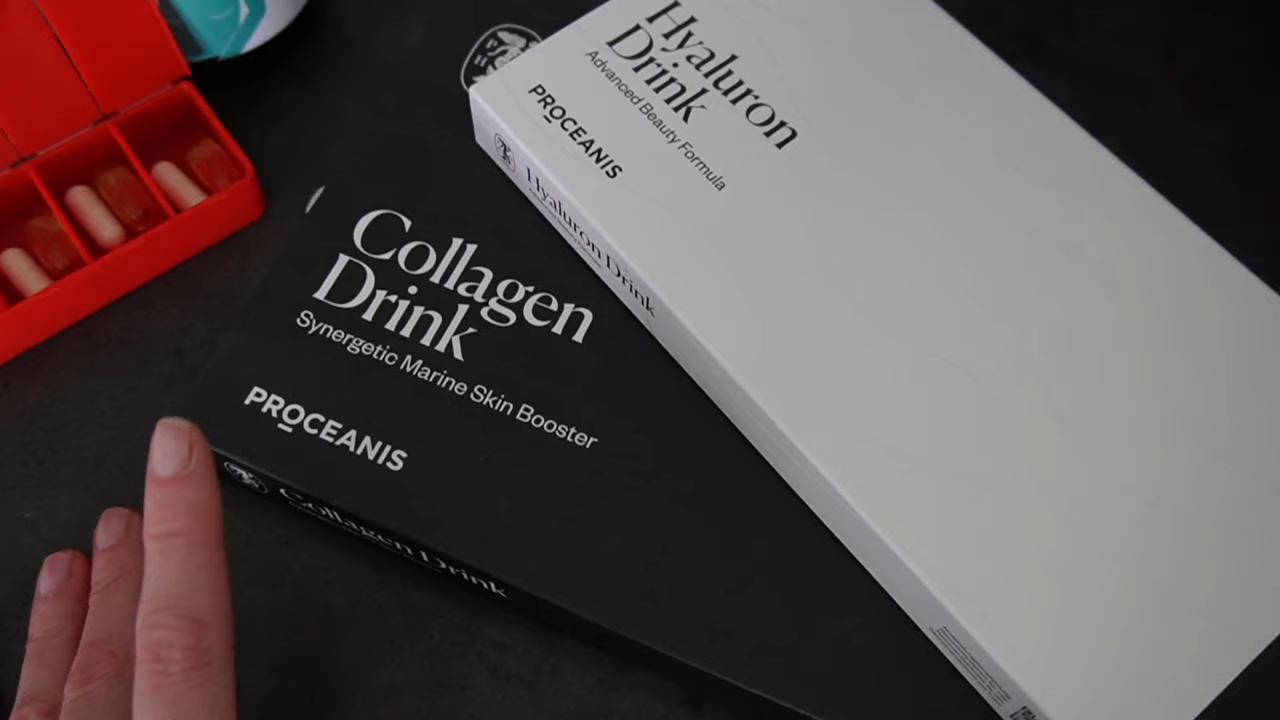 Hyaluron
Drink
Advanced Beauty Formula
PROCEANIS
Hyaluron Drink
Collagen
Drink
Synergetic Marine Skin Booster
PROCEANIS
Collagen Drink